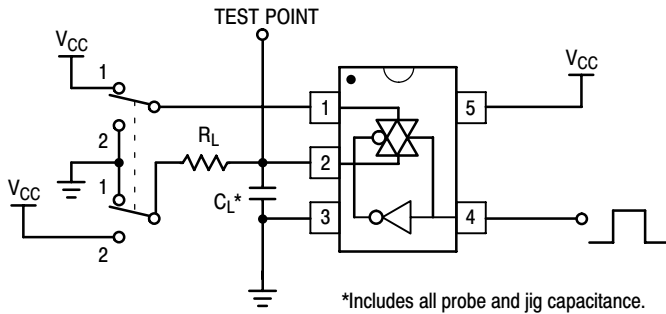 TEST POINT
VCC
VCC
1
1
5
2
RL
2
VCC
1
CL*
3
4
2
*Includes all probe and jig capacitance.